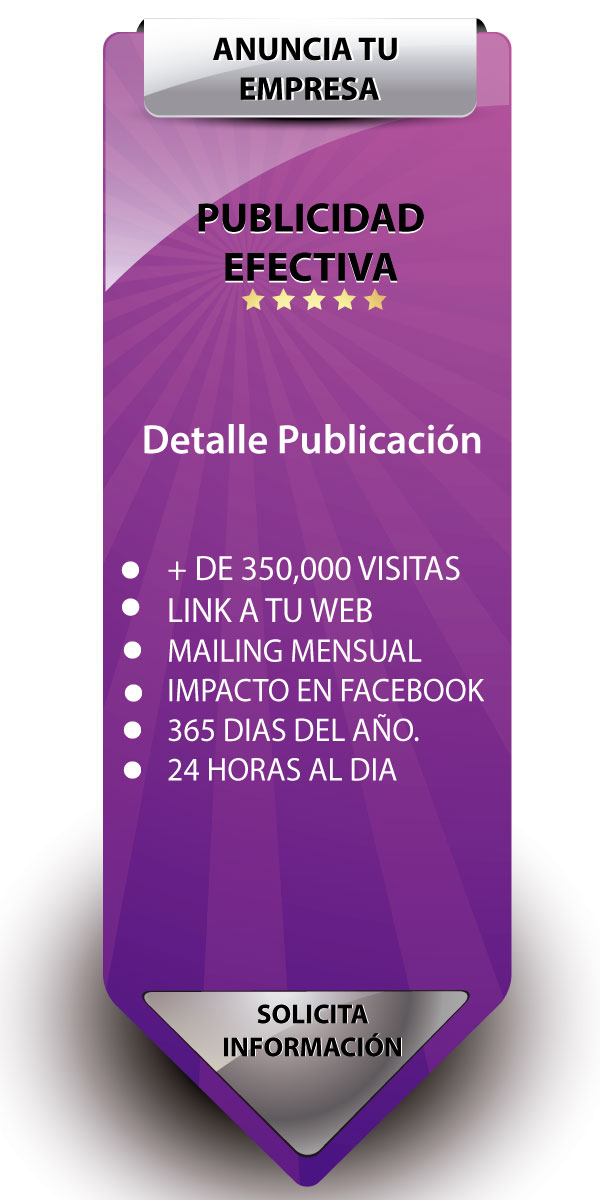 ANUNCIA TU
EMPRESA
PUBLICIDAD
EFECTIVA
Detalle Publicación
+ DE 350,000 VISITAS
LINK A TU WEB
MAILING MENSUAL
IMPACTO EN FACEBOOK
365 DIAS DEL AÑO.
24 HORAS AL DIA
SOLICITA
INFORMACIÓN